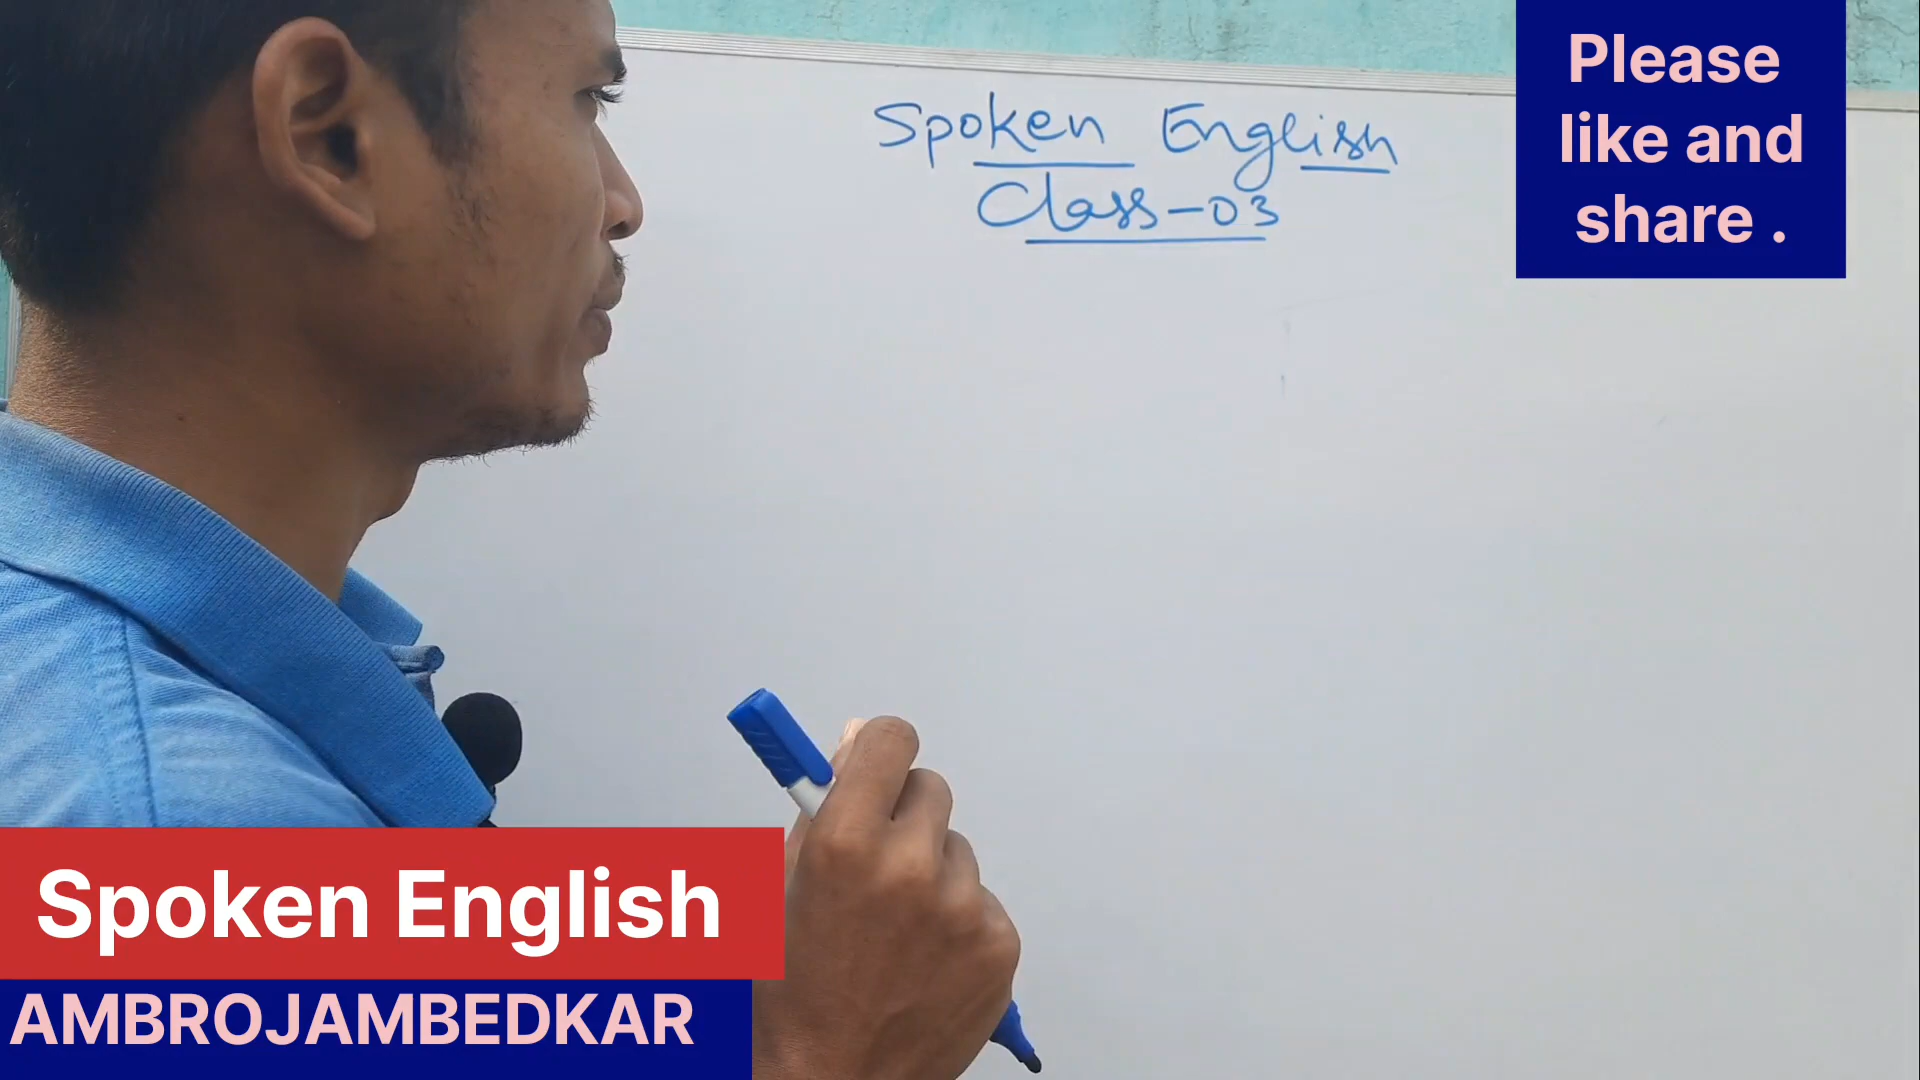 Spoken English
Class-03
Please
like and
share .
Spoken English
AMBROJAMBEDKAR